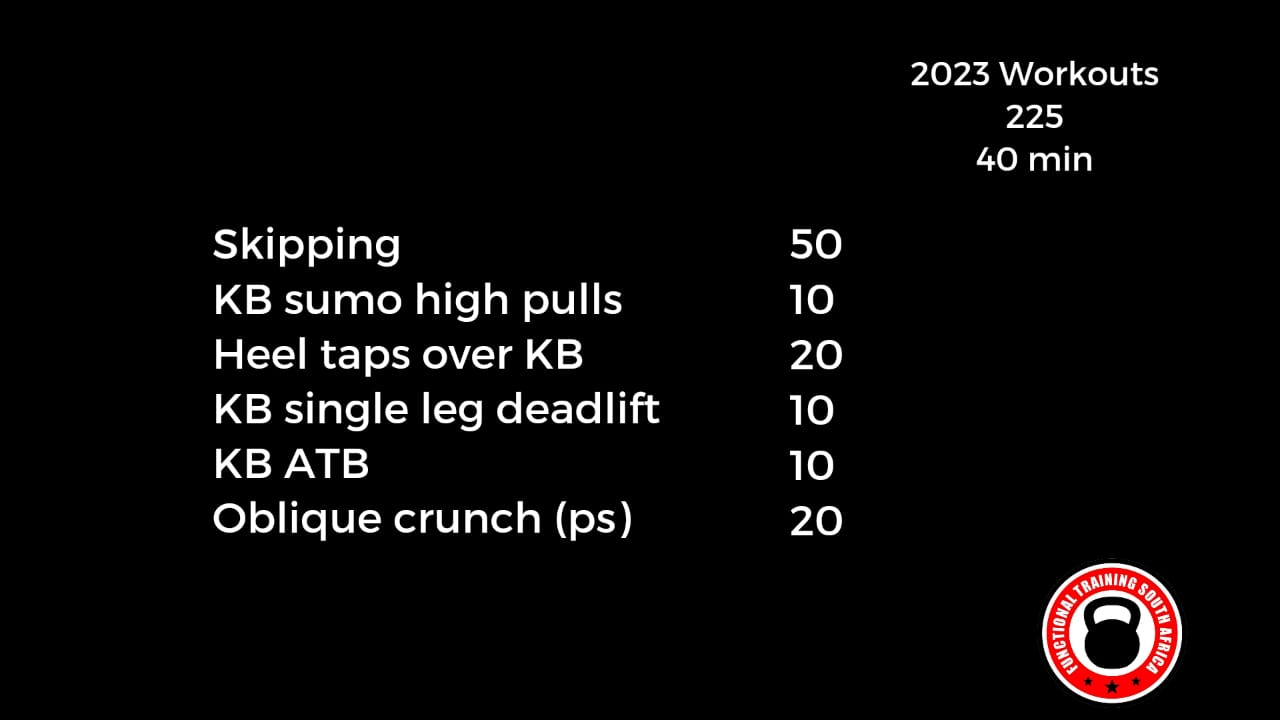 2023 Workouts
225
40 min
Skipping 50
KB sumo high pulls 10
Heel taps over KB 20
KB single leg deadlift 10
KB ATB 10
Oblique crunch (ps) 20
FUNCTIONAL TRAINING SOUTH AFRICA